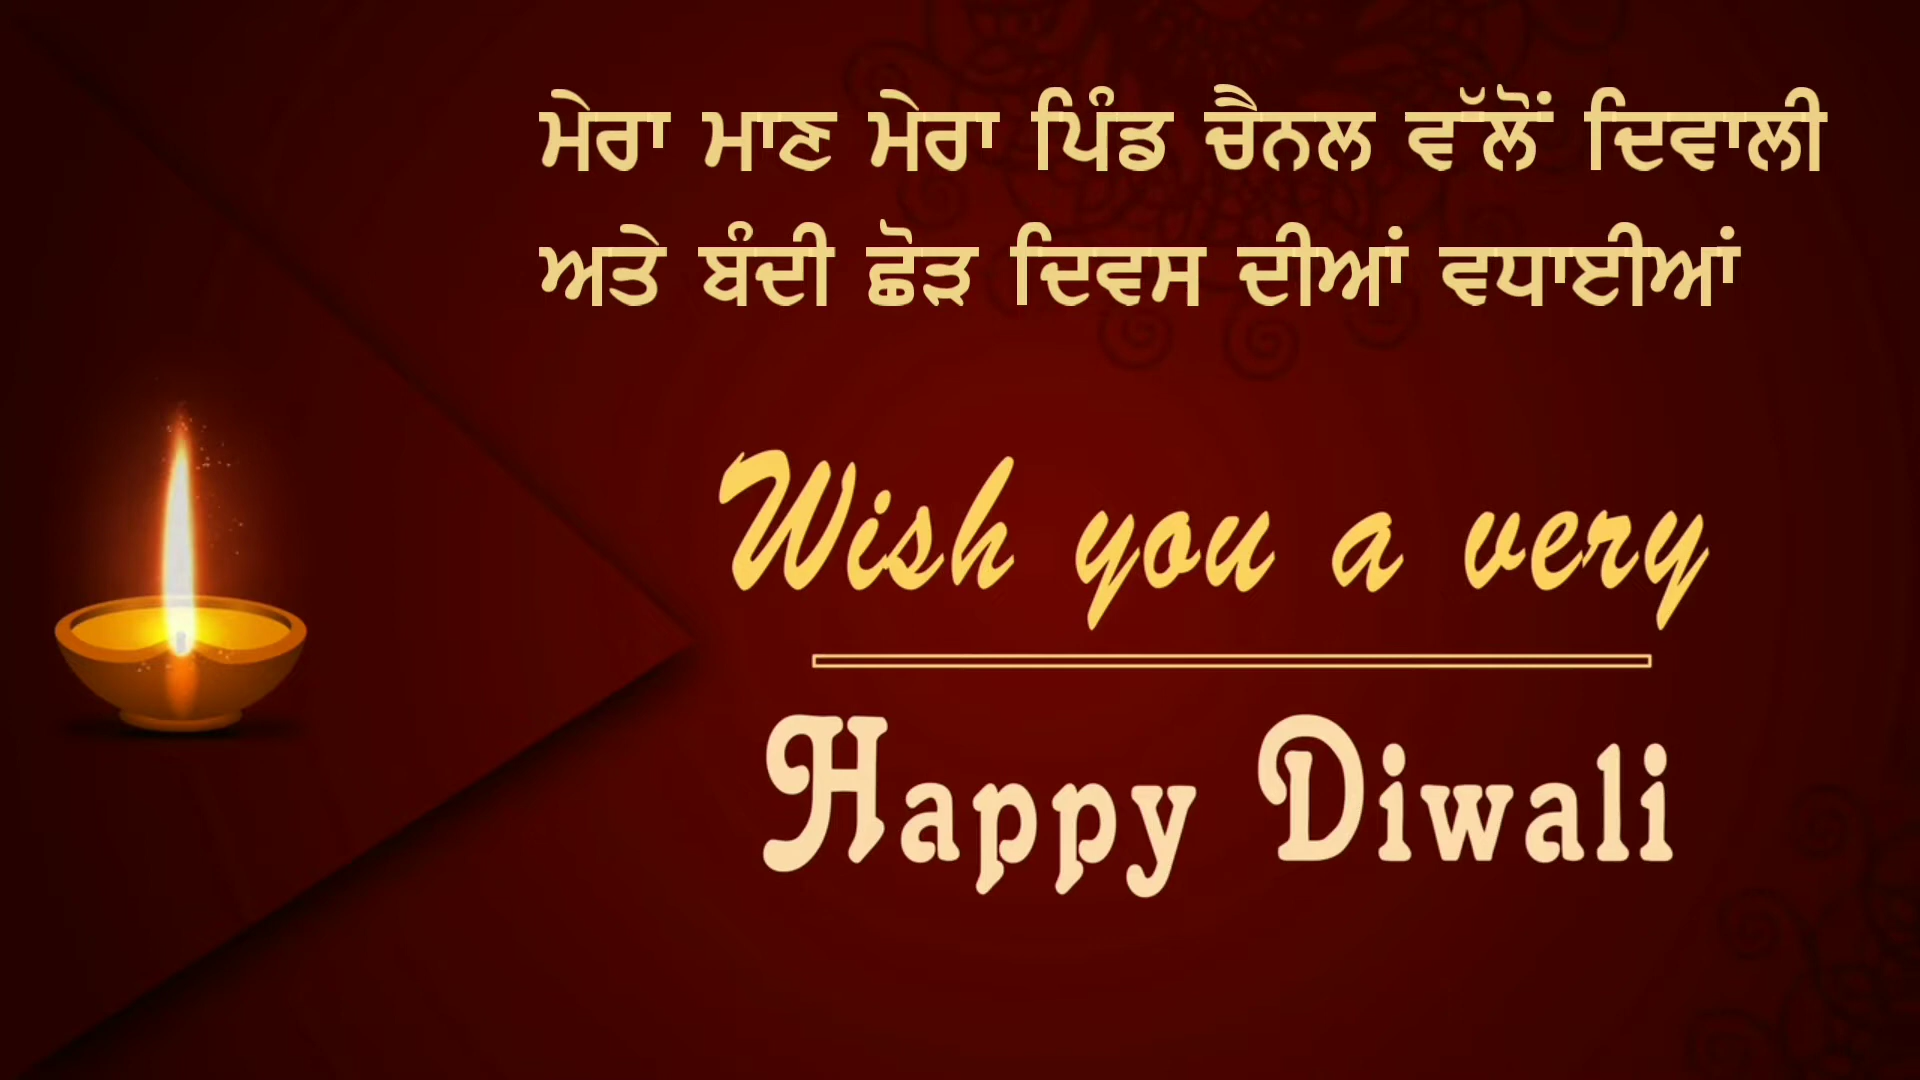 ਮੇਰਾ ਮਾਣ ਮੇਰਾ ਪਿੰਡ ਚੈਨਲ ਵੱਲੋਂ ਦਿਵਾਲੀ
ਅਤੇ ਬੰਦੀ ਛੋੜ ਦਿਵਸ ਦੀਆਂ ਵਧਾਈਆਂ
Wish you a very
Happy Diwali